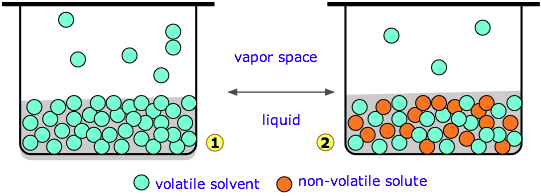 vapor space
liquid
1
2
volatile solvent
non-volatile solute